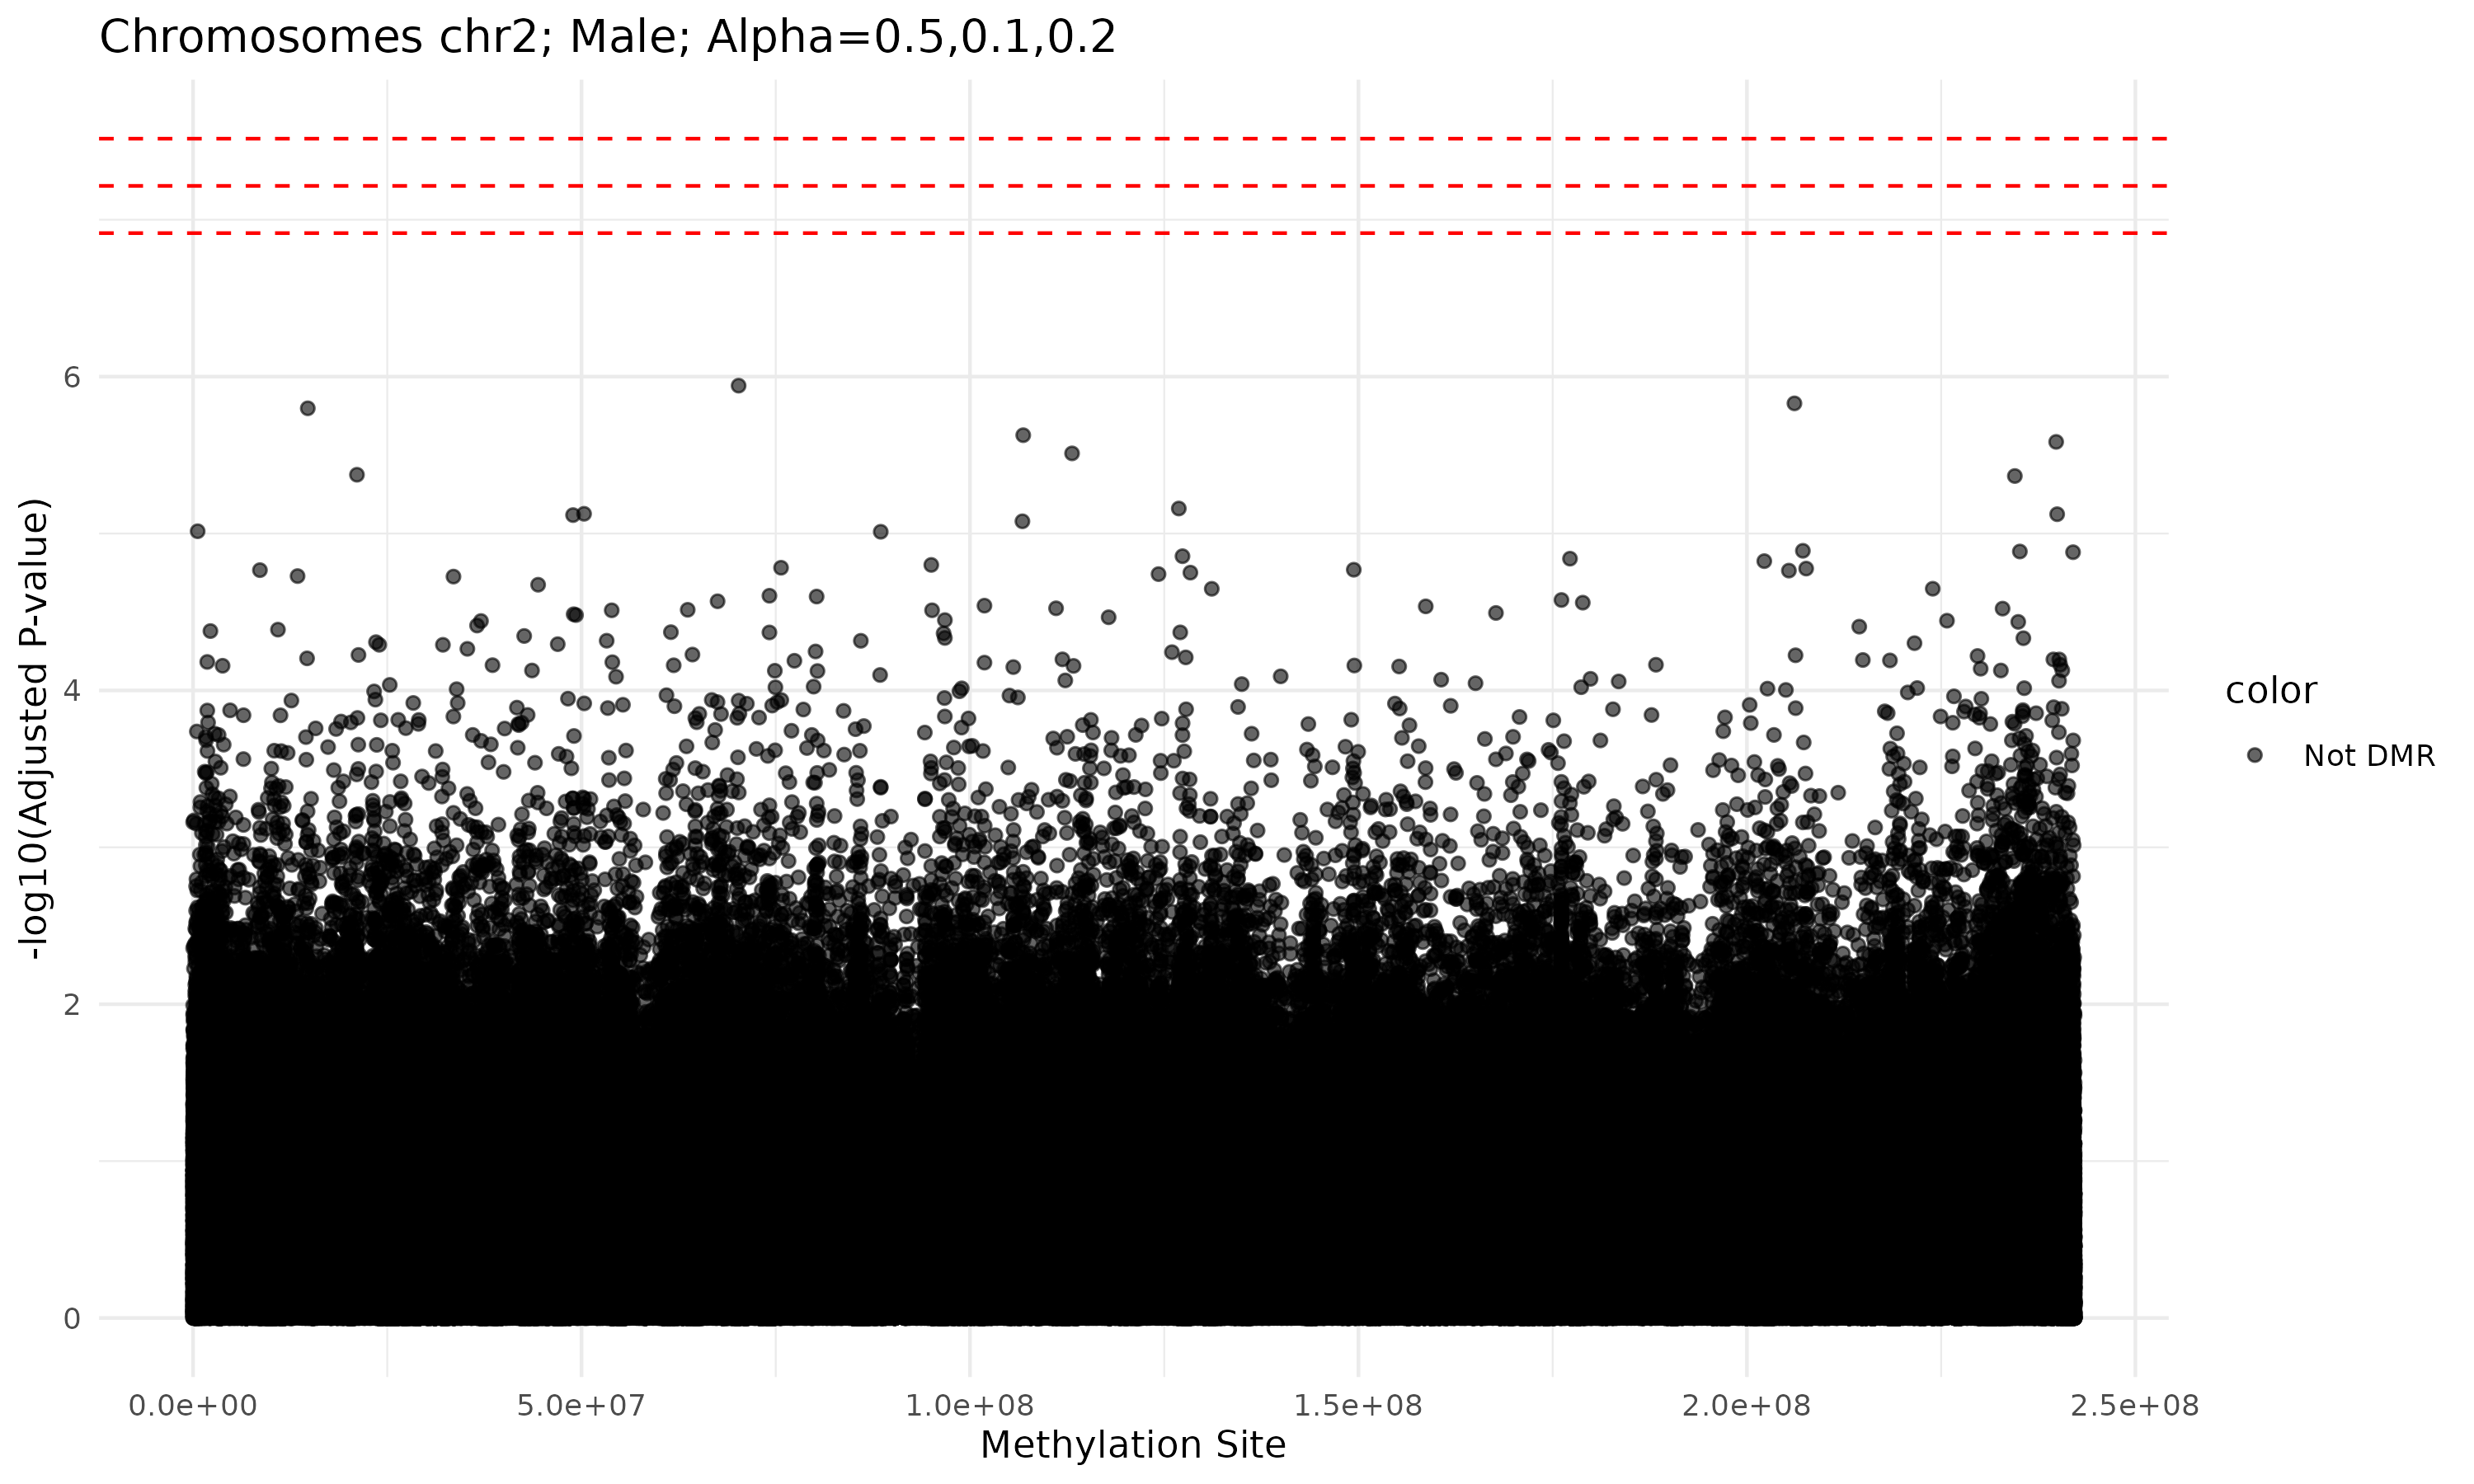 Chromosomes chr2; Male; Alpha=0.5,0.1,0.2
-log10(Adjusted P-value)
6
4
2
0
0.0e+00
5.0e+07
1.0e+08
1.5e+08
2.0e+08
2.5e+08
Methylation Site
color
Not DMR